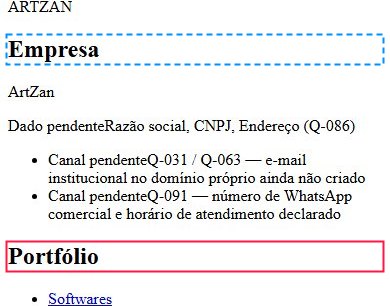 ARTZAN
Empresa
ArtZan
Dado pendenteRazão social, CNPJ, Endereço (Q-086)
Canal pendenteQ-031 / Q-063 — e-mail
institucional no domínio próprio ainda não criado
Canal pendenteQ-091 — número de WhatsApp
comercial e horário de atendimento declarado
Portfólio
Softwares